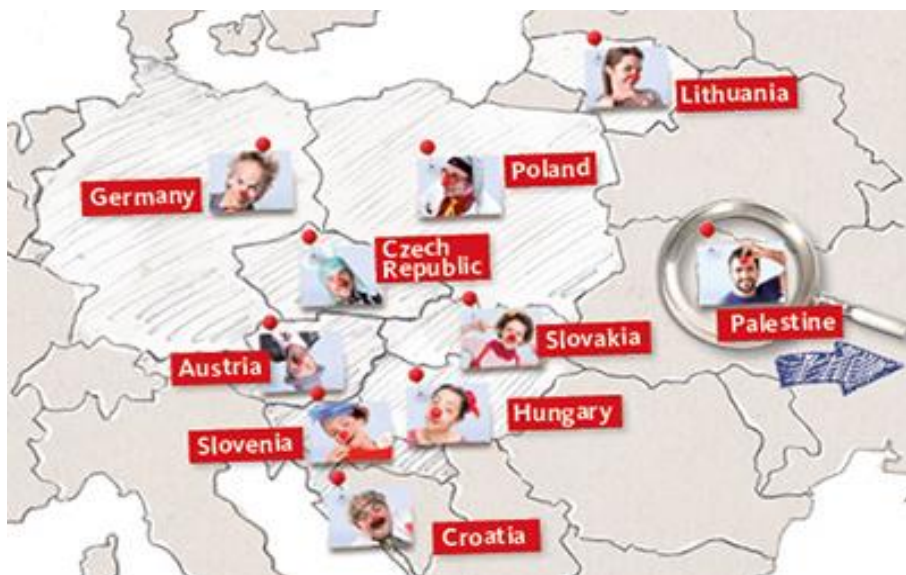 Lithuania
Poland
Germany
Czech
Republic
Palestine
Slovakia
Austria
Hungary
Slovenia
Croatia